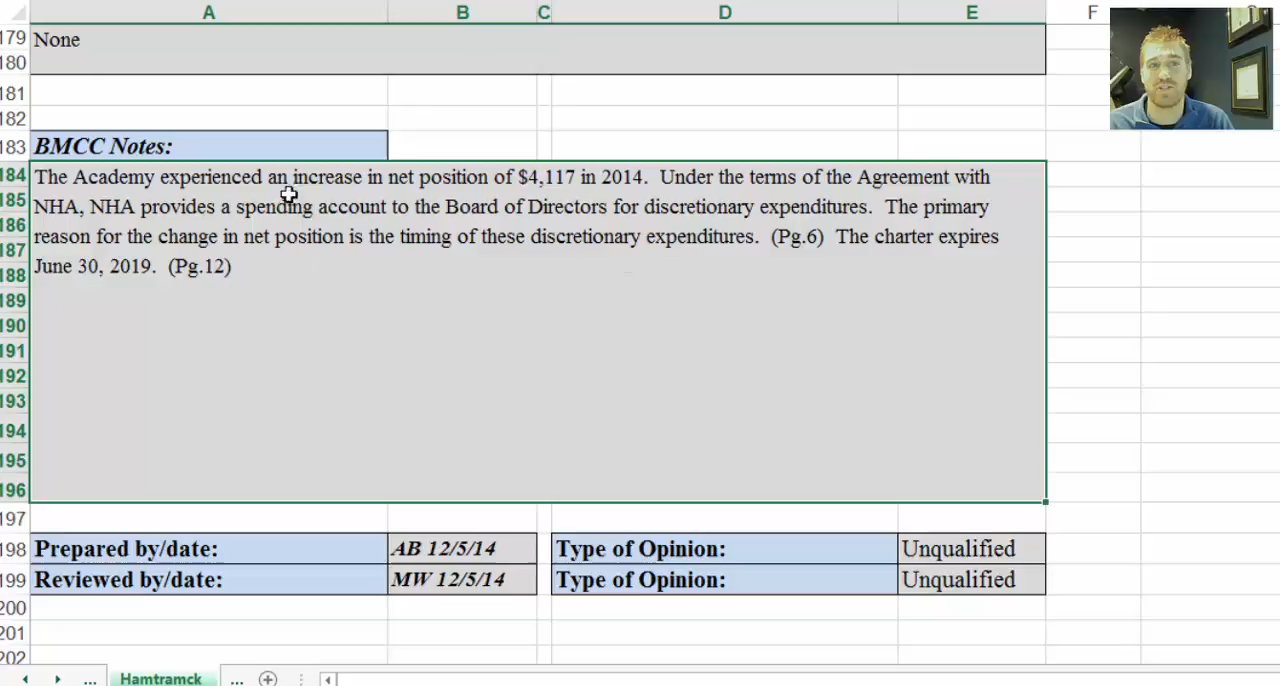 A B C D E F
179 None
180
181
182
183 BMCC Notes:
184 The Academy experienced an increase in net position of $4,117 in 2014. Under the terms of the Agreement with
185 NHA, NHA provides a spending account to the Board of Directors for discretionary expenditures. The primary
186 reason for the change in net position is the timing of these discretionary expenditures. (Pg.6) The charter expires
187 June 30, 2019. (Pg.12)
188
189
190
191
192
193
194
195
196
197
198 Prepared by/date: AB 12/5/14 Type of Opinion: Unqualified
199 Reviewed by/date: MW 12/5/14 Type of Opinion: Unqualified
200
201
202
... Hamtramck ...